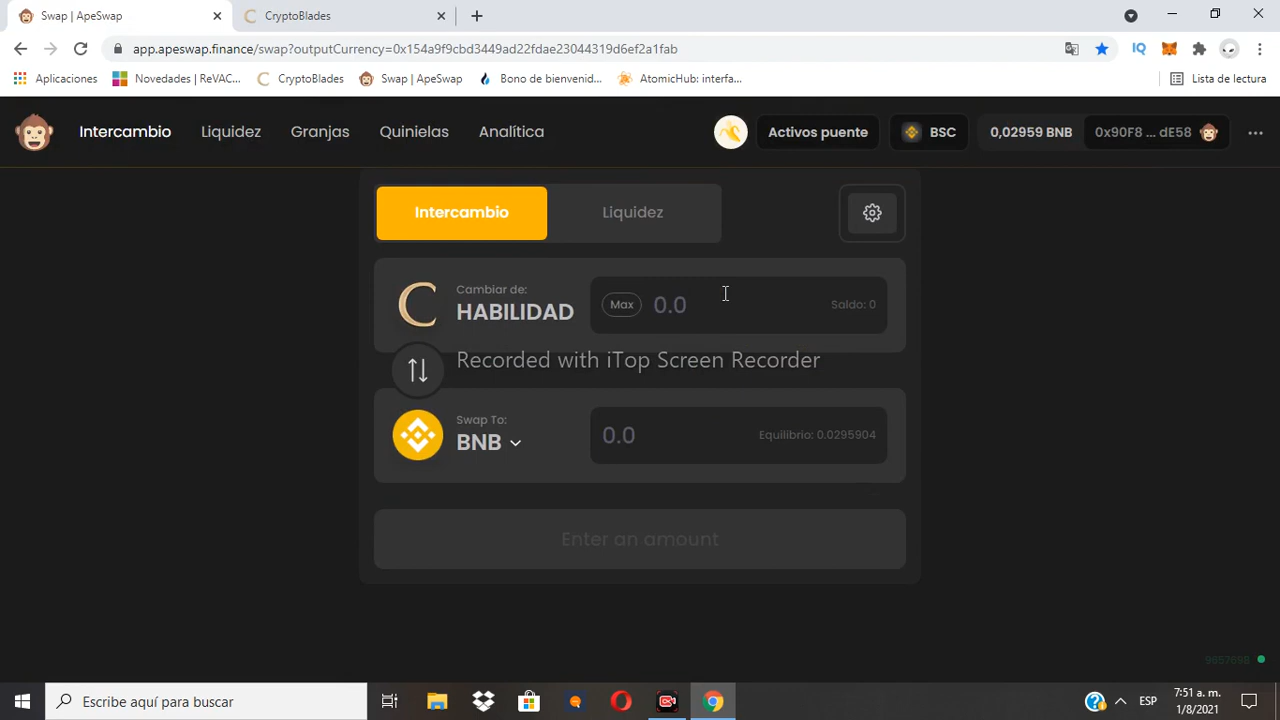 Swap | ApeSwap
CryptoBlades
app.apeswap.finance/swap?outputCurrency=0x154a9f9cbd3449ad22fdae23044319d6ef2a1fab
IQ
Aplicaciones
Novedades | ReVAC...
CryptoBlades
Swap | ApeSwap
Bono de bienvenid...
AtomicHub: interfa...
Lista de lectura
Intercambio
Liquidez
Granjas
Quinielas
Analítica
Activos puente
BSC
0,02959 BNB
0x90F8 ... dE58
Intercambio
Liquidez
Cambiar de:
HABILIDAD
Max
0.0
Saldo: 0
Recorded with iTop Screen Recorder
Swap To:
BNB
0.0
Equilibrio: 0.0295904
Enter an amount
Escribe aquí para buscar
ESP
7:51 a. m.
1/8/2021